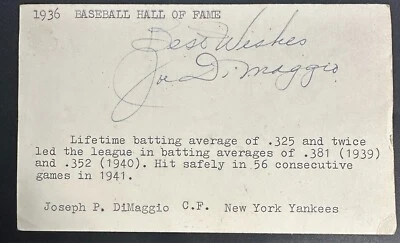 1936 BASEBALL HALL OF FAME
Best Wishes
Joe DiMaggio
Lifetime batting average of .325 and twice
led the league in batting averages of .381 (1939)
and .352 (1940). Hit safely in 56 consecutive
games in 1941.
Joseph P. DiMaggio C.F. New York Yankees